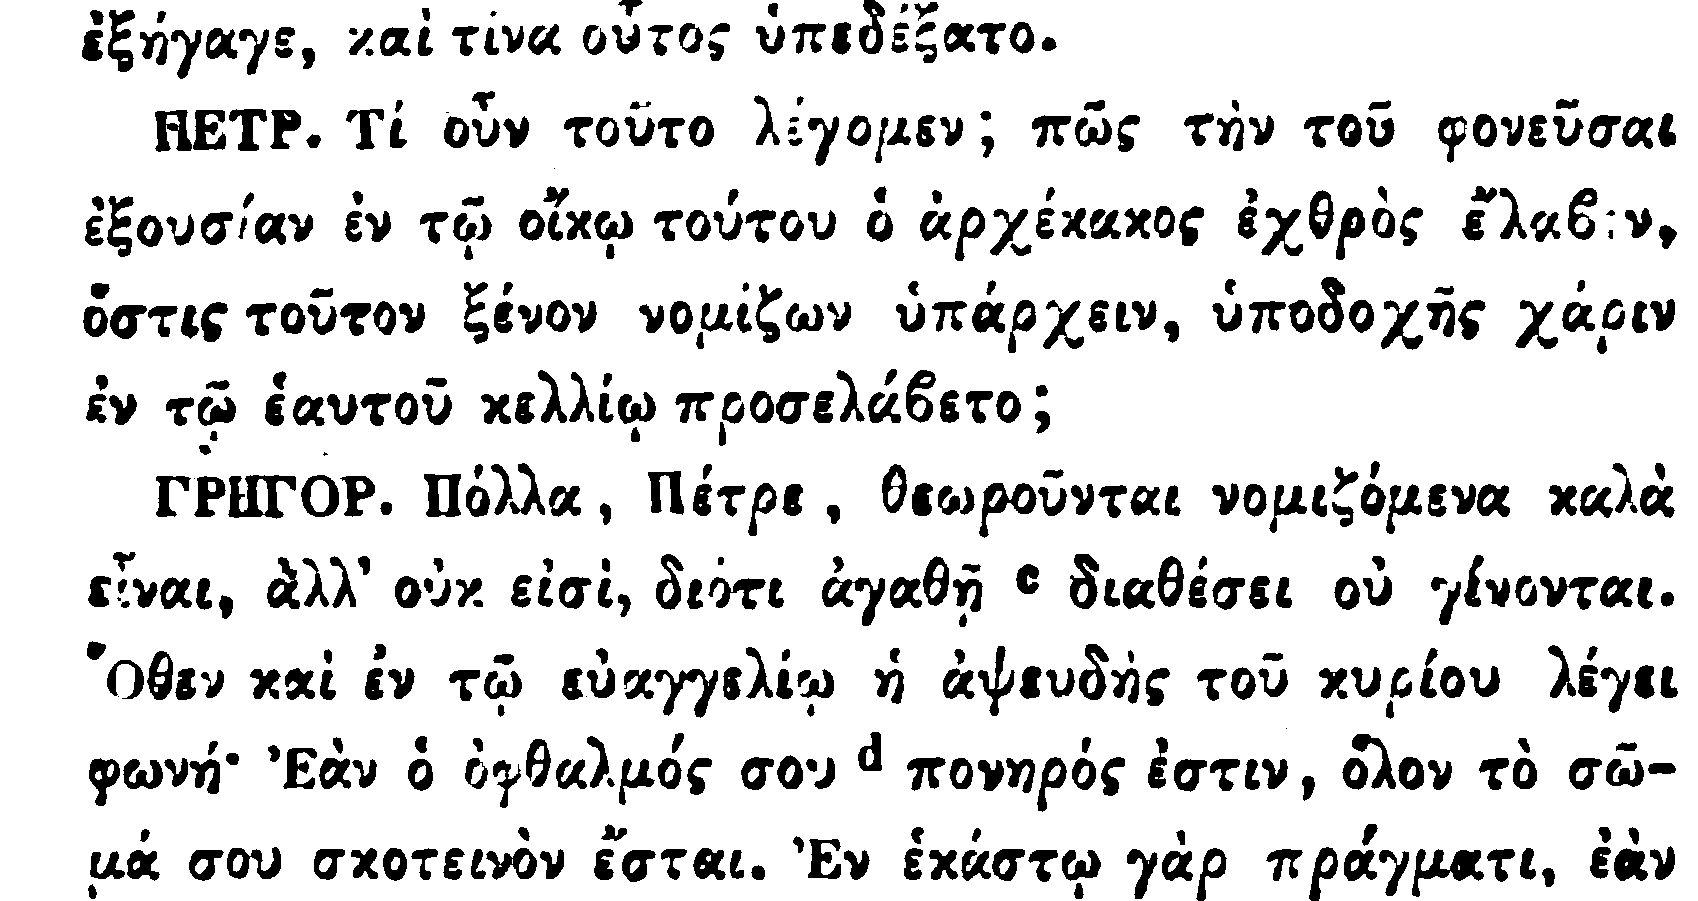 ἐξήγαγε, καὶ τίνα οὗτος ὑπεδέξατο.
ΠΕΤΡ. Τί οὖν τοῦτο λέγομεν; πῶς τὴν τοῦ φονεῦσαι
ἐξουσίαν ἐν τῷ οἴκῳ τούτου ὁ ἀρχέκακος ἐχθρὸς ἔλαϐεν,
ὅστις τοῦτον ξένον νομίζων ὑπάρχειν, ὑποδοχῆς χάριν
ἐν τῷ ἑαυτοῦ κελλίῳ προσελάϐετο;
ΓΡΗΓΟΡ. Πόλλα, Πέτρε, θεωροῦνται νομιζόμενα καλὰ
εἶναι, ἀλλ' οὐκ εἰσὶ, διότι ἀγαθῇ c διαθέσει οὐ γίνονται.
Ὅθεν καὶ ἐν τῷ εὐαγγελίῳ ἡ ἀψευδὴς τοῦ κυρίου λέγει
φωνή· Ἐὰν ὁ ὀφθαλμός σου d πονηρός ἐστιν, ὅλον τὸ σῶ-
μά σου σκοτεινὸν ἔσται. Ἐν ἑκάστῳ γὰρ πράγματι, ἐὰν